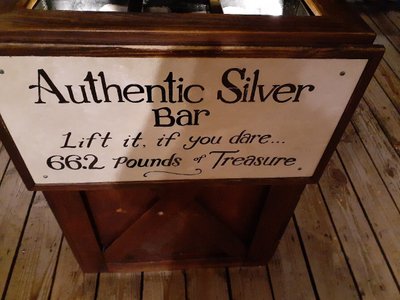 Authentic Silver
Bar
Lift it, if you dare...
66.2 Pounds of Treasure